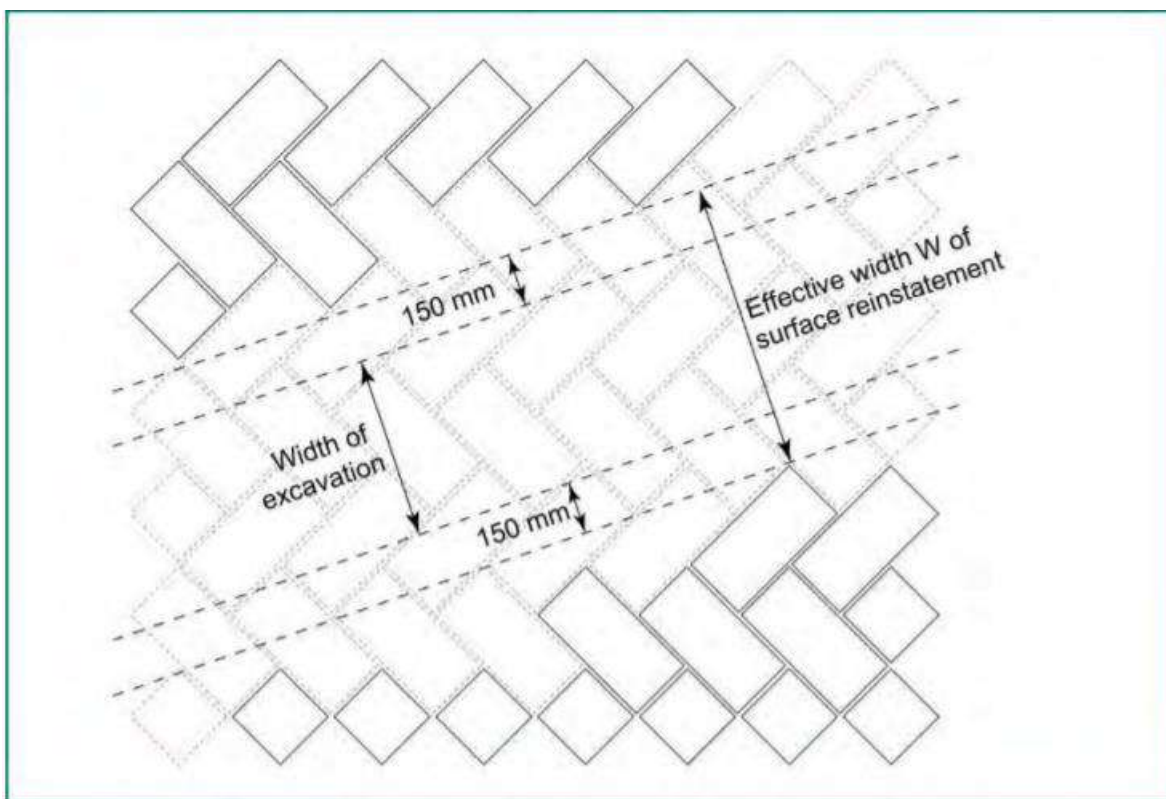 150 mm
Effective width W of
surface reinstatement
Width of
excavation
150 mm